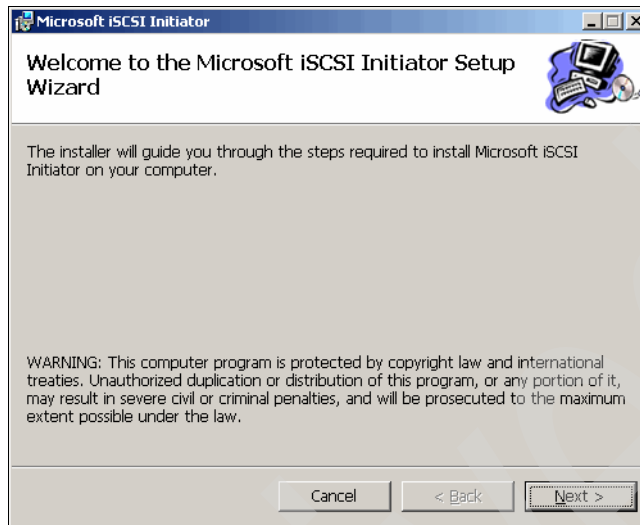 Microsoft iSCSI Initiator
Welcome to the Microsoft iSCSI Initiator Setup
Wizard
The installer will guide you through the steps required to install Microsoft iSCSI
Initiator on your computer.
WARNING: This computer program is protected by copyright law and international
treaties. Unauthorized duplication or distribution of this program, or any portion of it,
may result in severe civil or criminal penalties, and will be prosecuted to the maximum
extent possible under the law.
Cancel < Back Next >